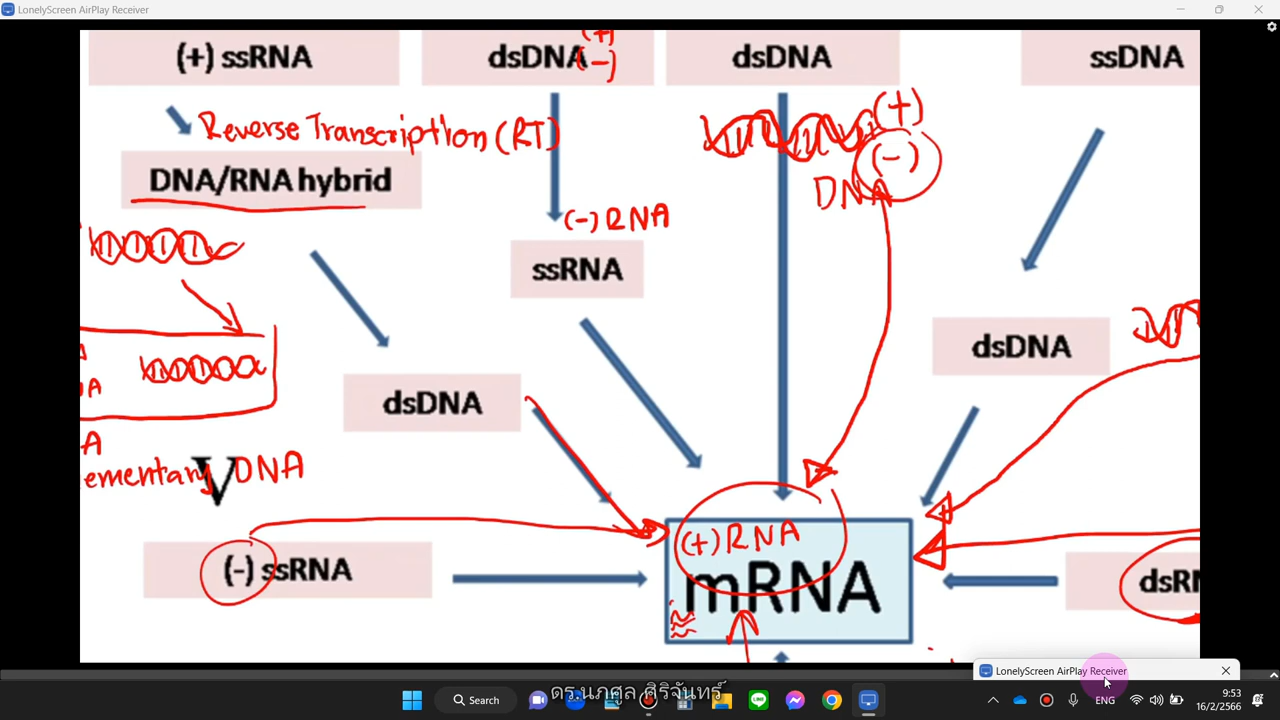 LonelyScreen AirPlay Receiver
(+) ssRNA
dsDNA (+)
(-)
dsDNA
ssDNA
Reverse Transcription (RT)
(+)
(-)
DNA
DNA/RNA hybrid
(-) RNA
ssRNA
dsDNA
dsDNA
A
A
A
ementary DNA
V
(-) ssRNA
(+) RNA
mRNA
dsRN
LonelyScreen AirPlay Receiver
ดร.นภศูล ศิริจันทร์
Search
ENG
9:53
16/2/2566